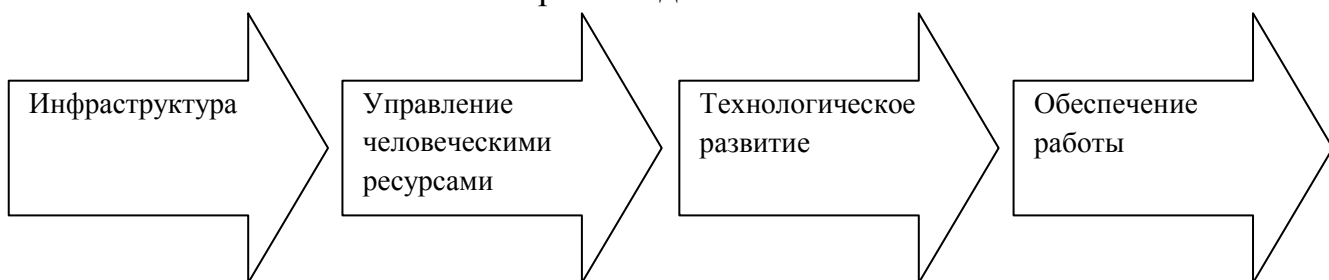 Инфраструктура
Управление
человеческими
ресурсами
Технологическое
развитие
Обеспечение
работы